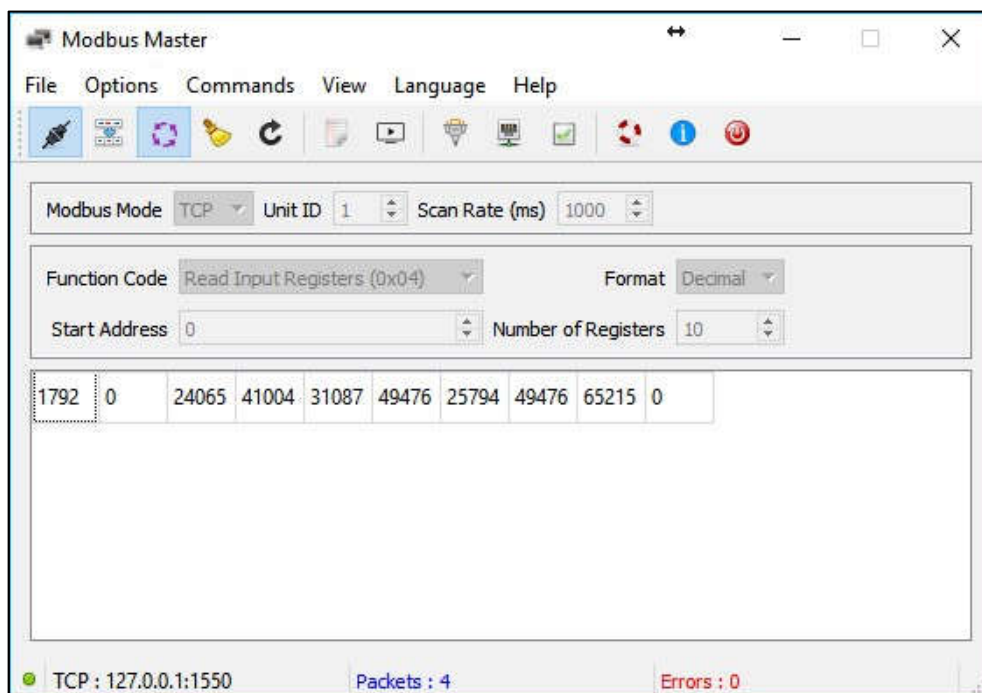 Modbus Master
File Options Commands View Language Help
Modbus Mode TCP Unit ID 1 Scan Rate (ms) 1000
Function Code Read Input Registers (0x04) Format Decimal
Start Address 0 Number of Registers 10
1792 0 24065 41004 31087 49476 25794 49476 65215 0
TCP : 127.0.0.1:1550 Packets : 4 Errors : 0